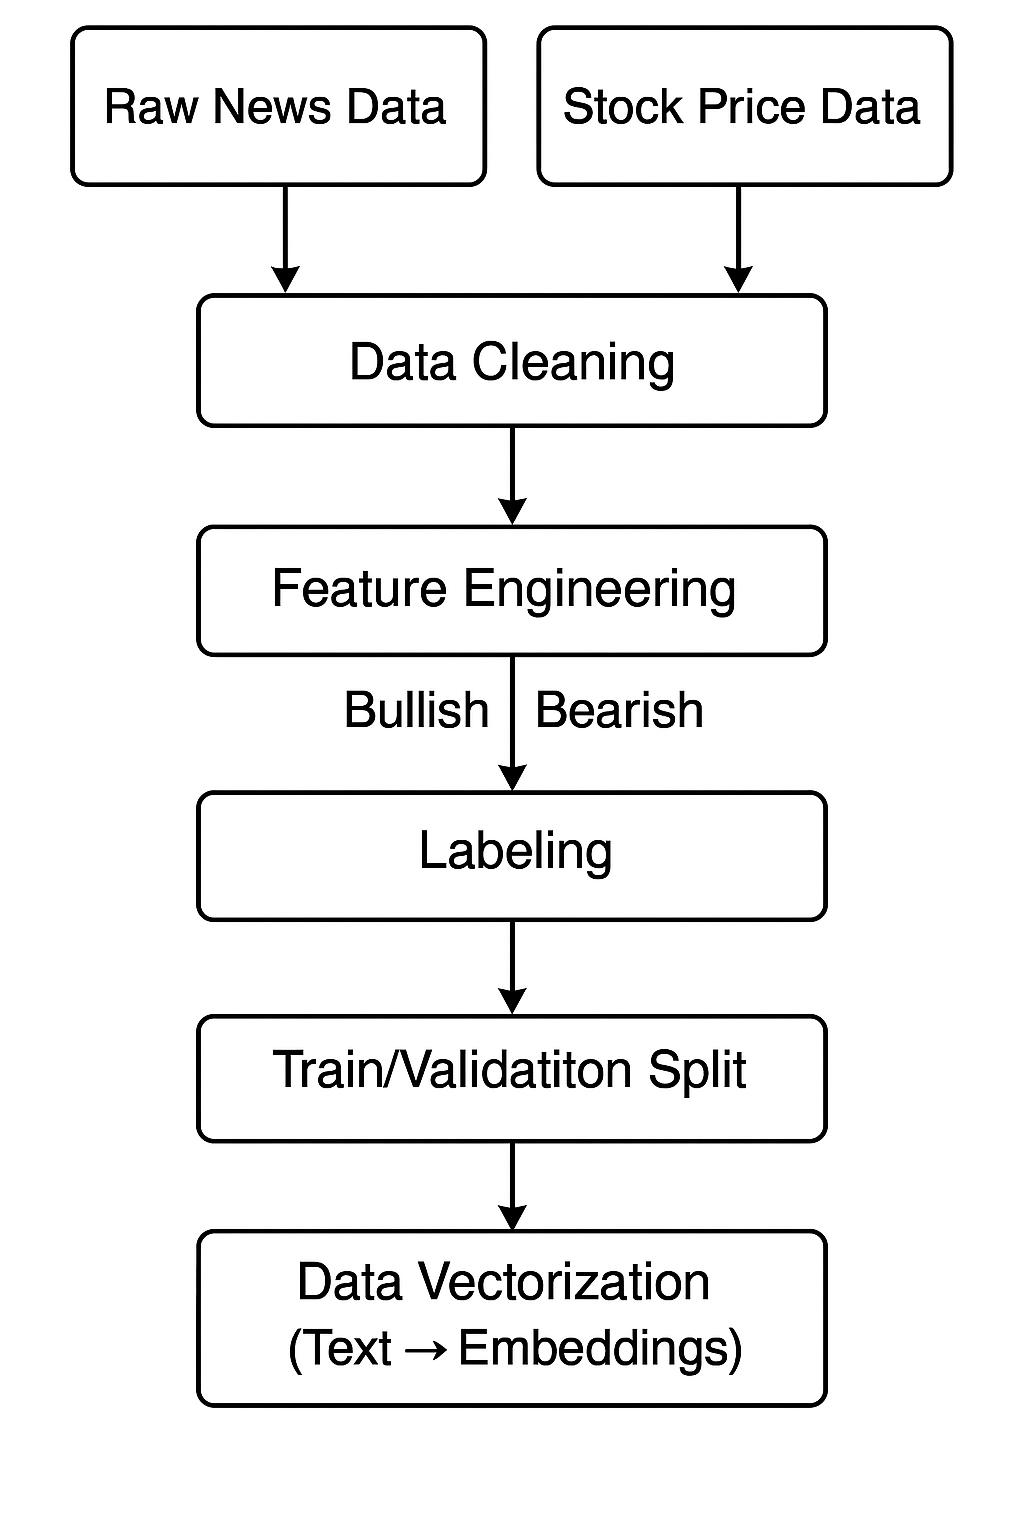 Raw News Data
Stock Price Data
Data Cleaning
Feature Engineering
Bullish
Bearish
Labeling
Train/Validatiton Split
Data Vectorization
(Text → Embeddings)